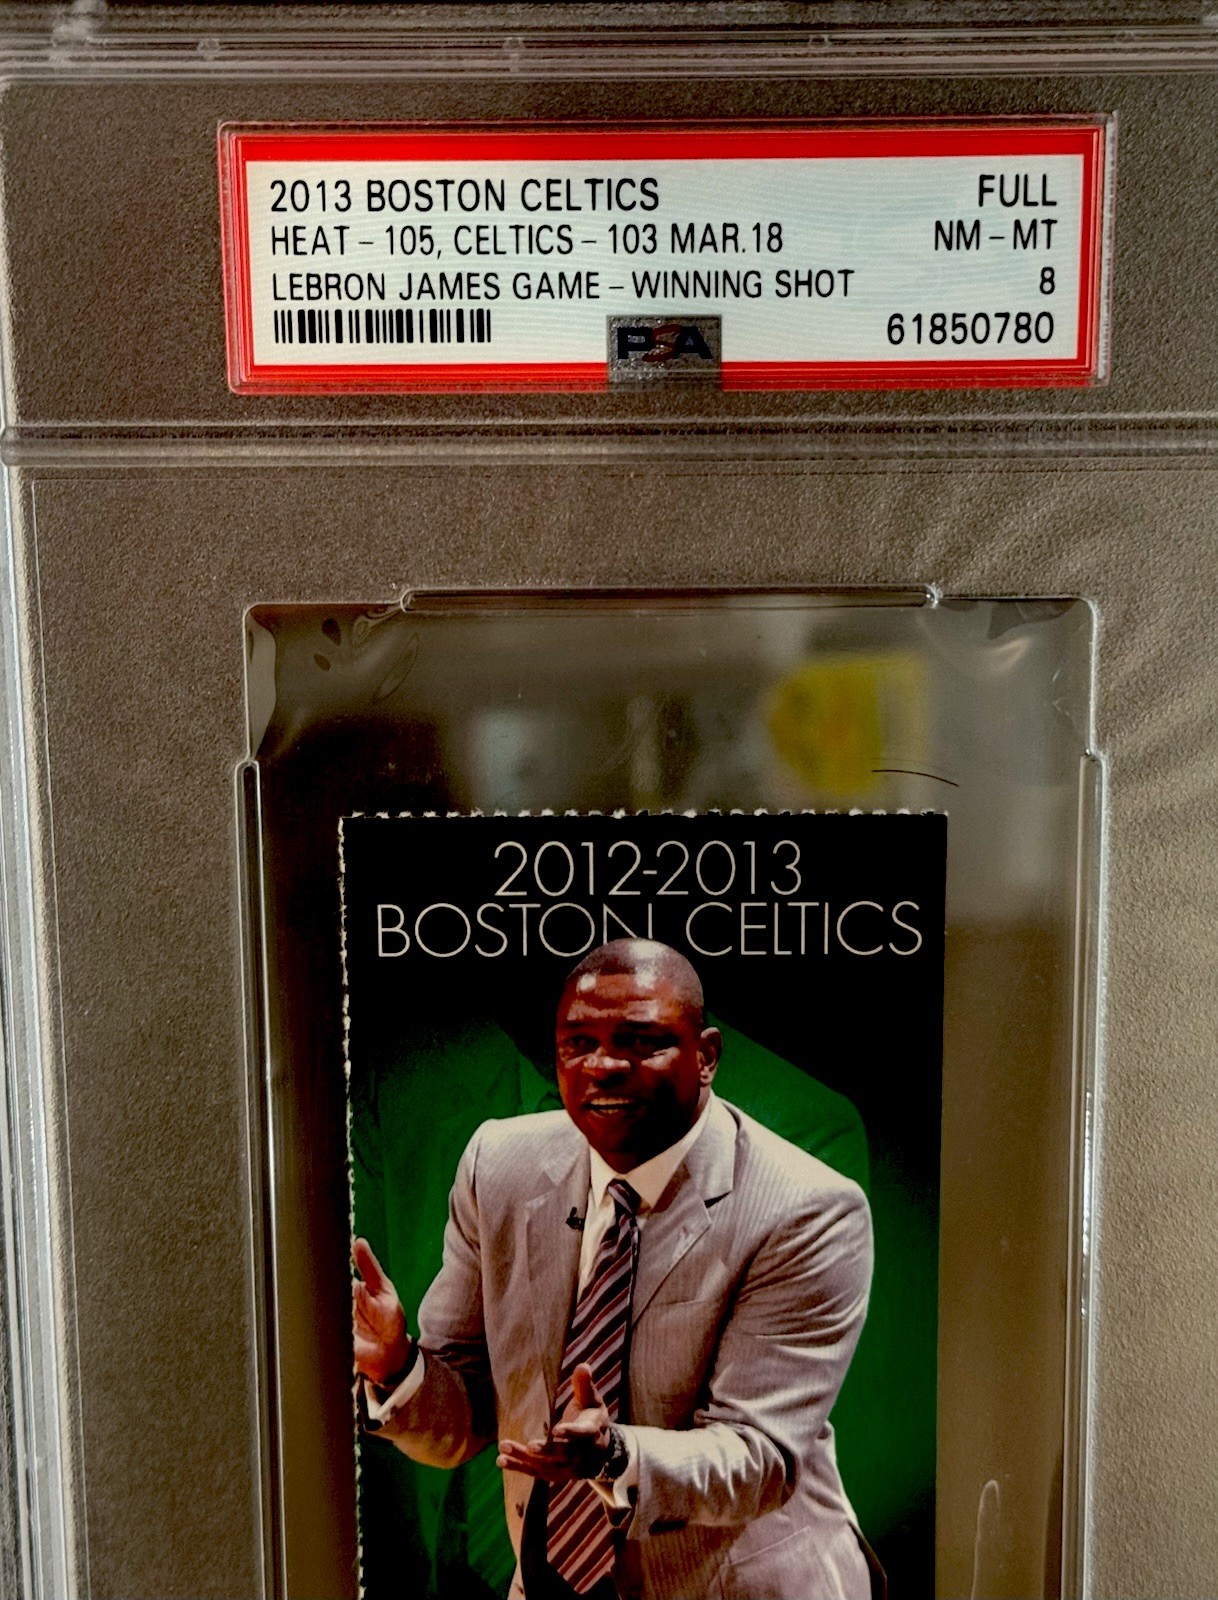 2013 BOSTON CELTICS FULL
HEAT - 105, CELTICS - 103 MAR.18 NM - MT
LEBRON JAMES GAME - WINNING SHOT 8
PSA 61850780
2012-2013
BOSTON CELTICS